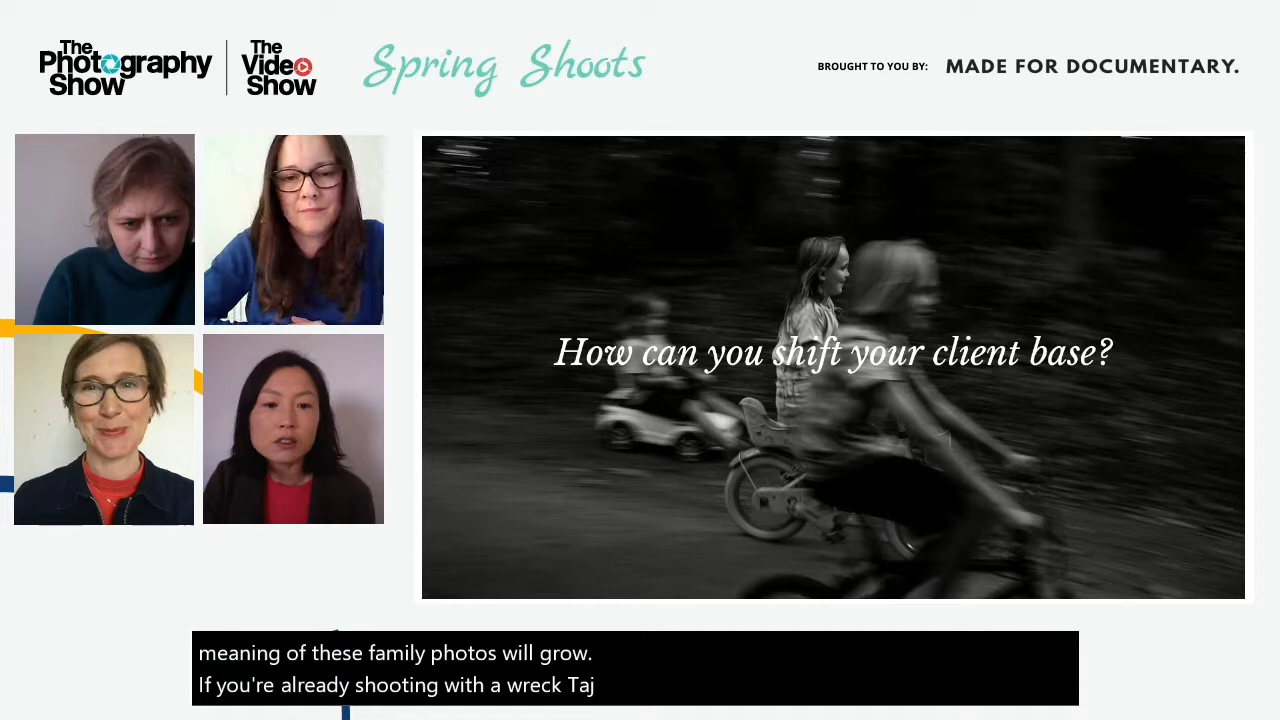 The
Photography
Show
The
Video
Show
Spring Shoots
BROUGHT TO YOU BY:
MADE FOR DOCUMENTARY.
How can you shift your client base?
meaning of these family photos will grow.
If you're already shooting with a wreck Taj